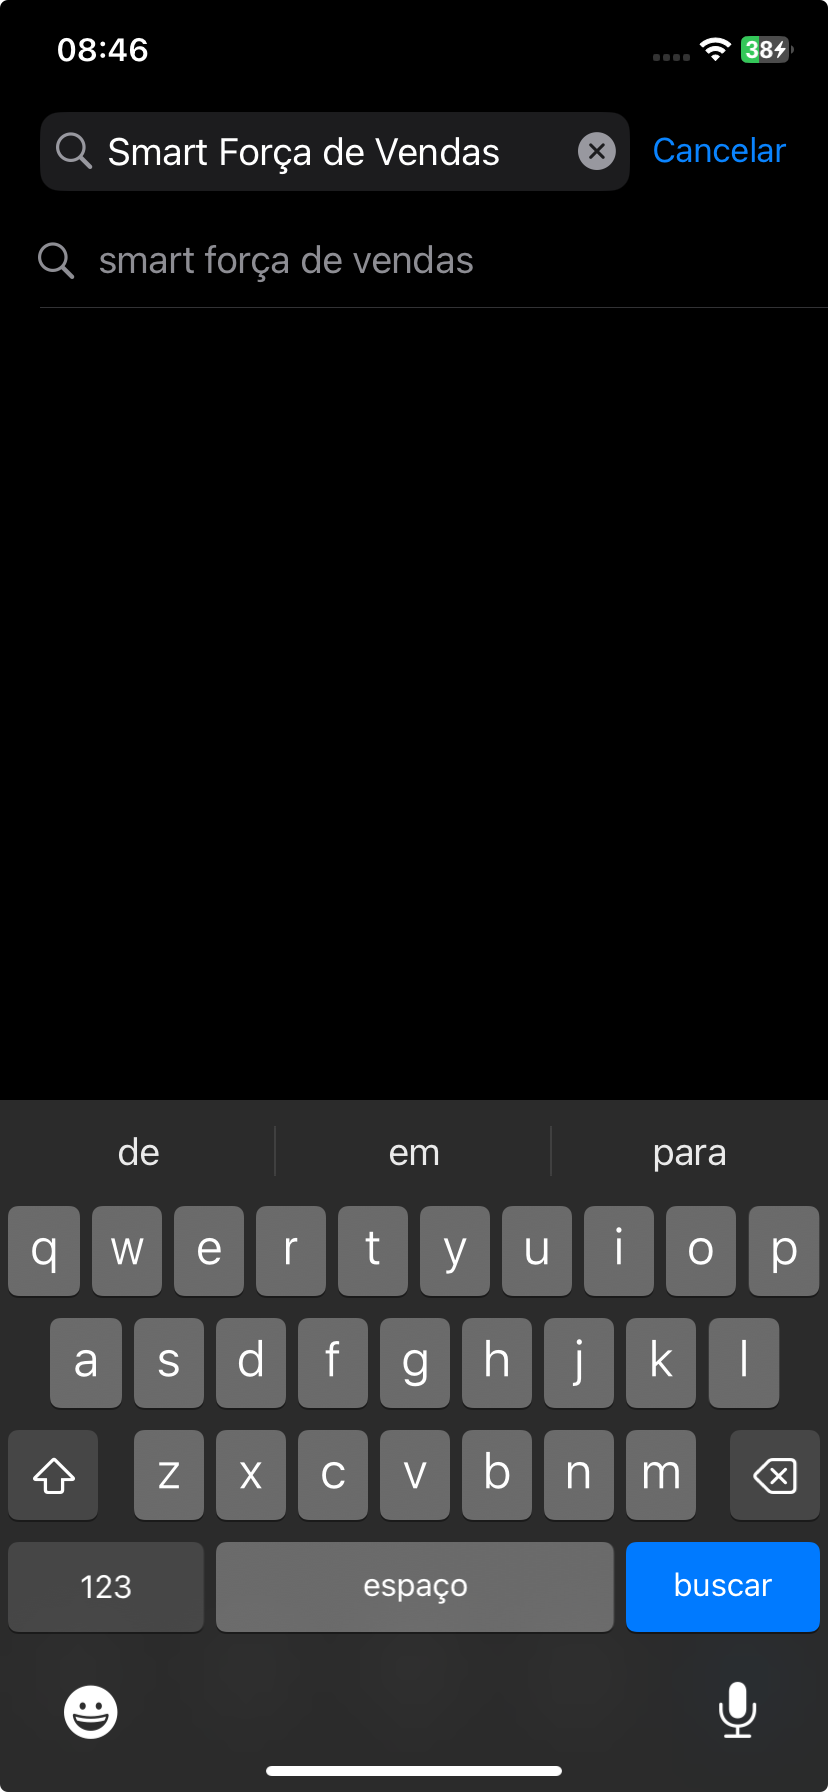 08:46
38
Smart Força de Vendas
Cancelar
smart força de vendas
de em para
q w e r t y u i o p
a s d f g h j k l
z x c v b n m
123 espaço buscar